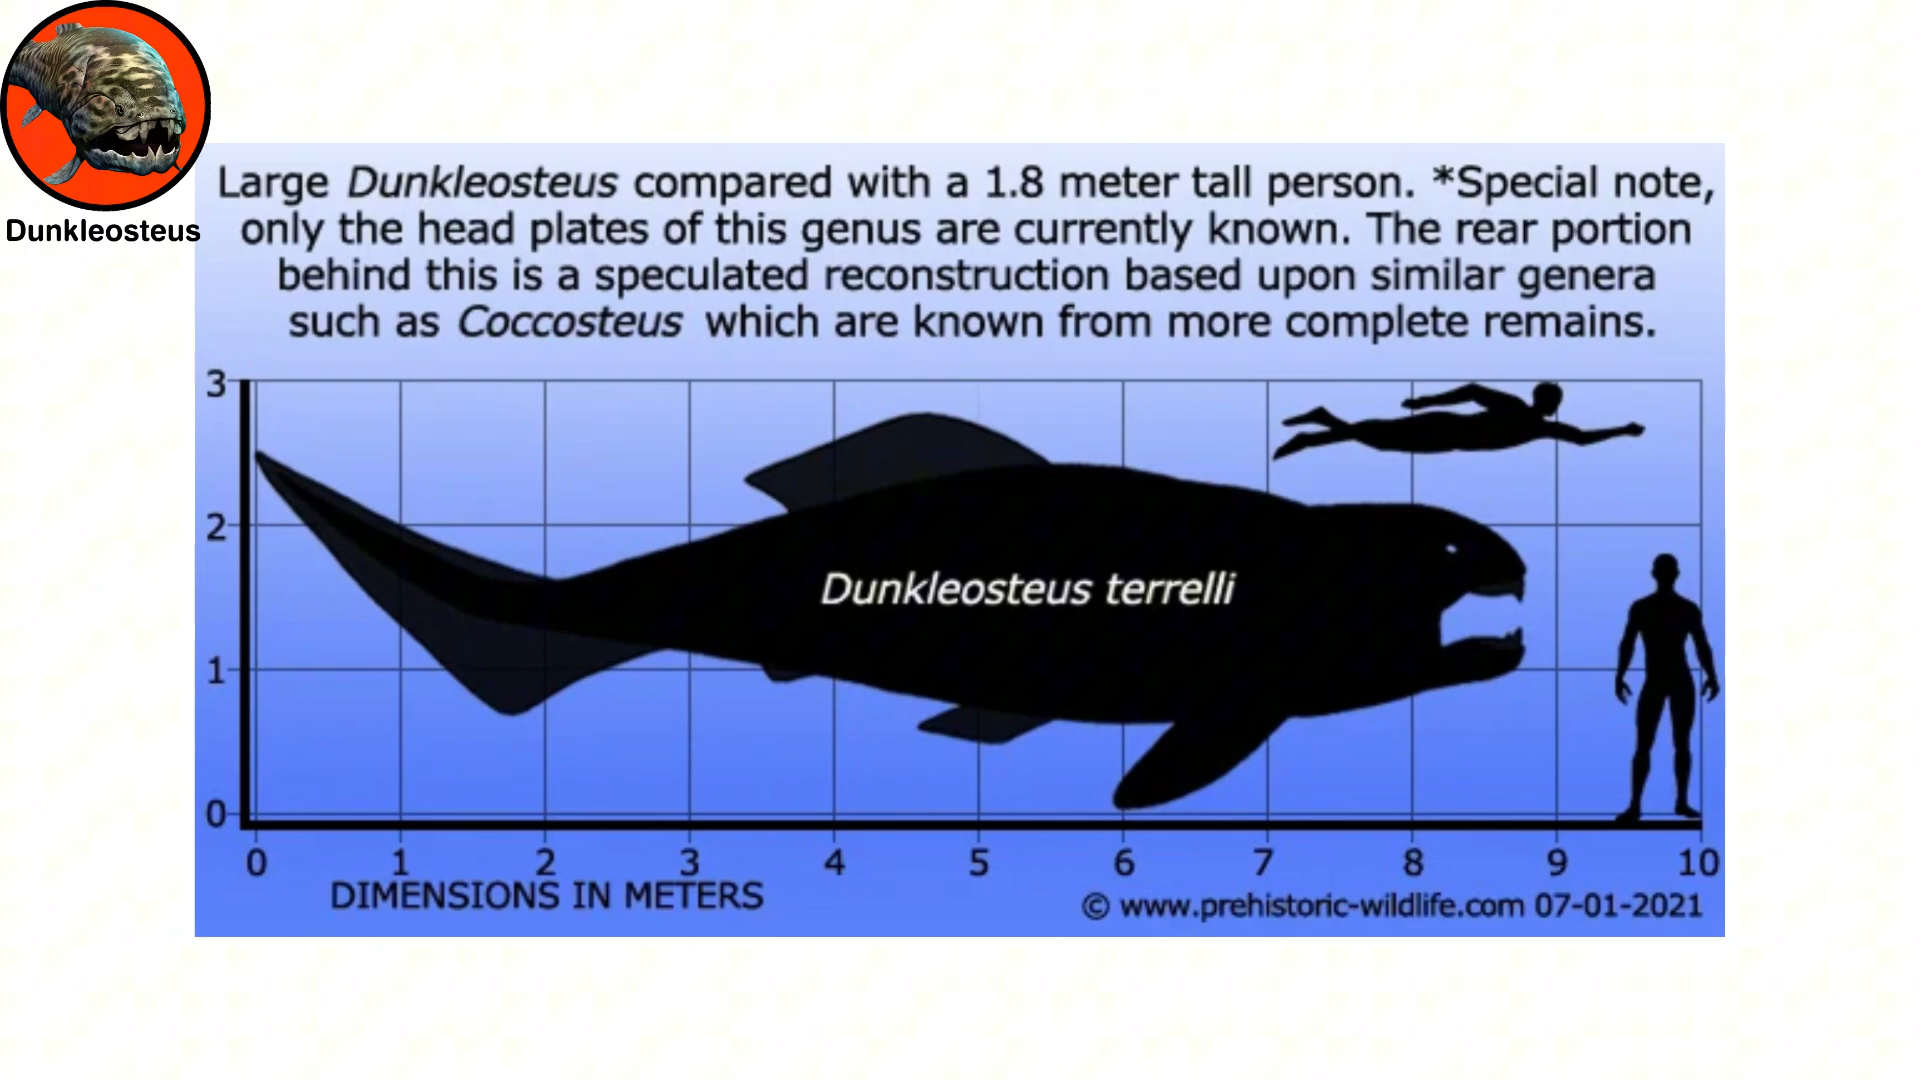 Dunkleosteus
Large Dunkleosteus compared with a 1.8 meter tall person. *Special note,
only the head plates of this genus are currently known. The rear portion
behind this is a speculated reconstruction based upon similar genera
such as Coccosteus which are known from more complete remains.
3
2
1
0
Dunkleosteus terrelli
0 1 2 3 4 5 6 7 8 9 10
DIMENSIONS IN METERS
© www.prehistoric-wildlife.com 07-01-2021